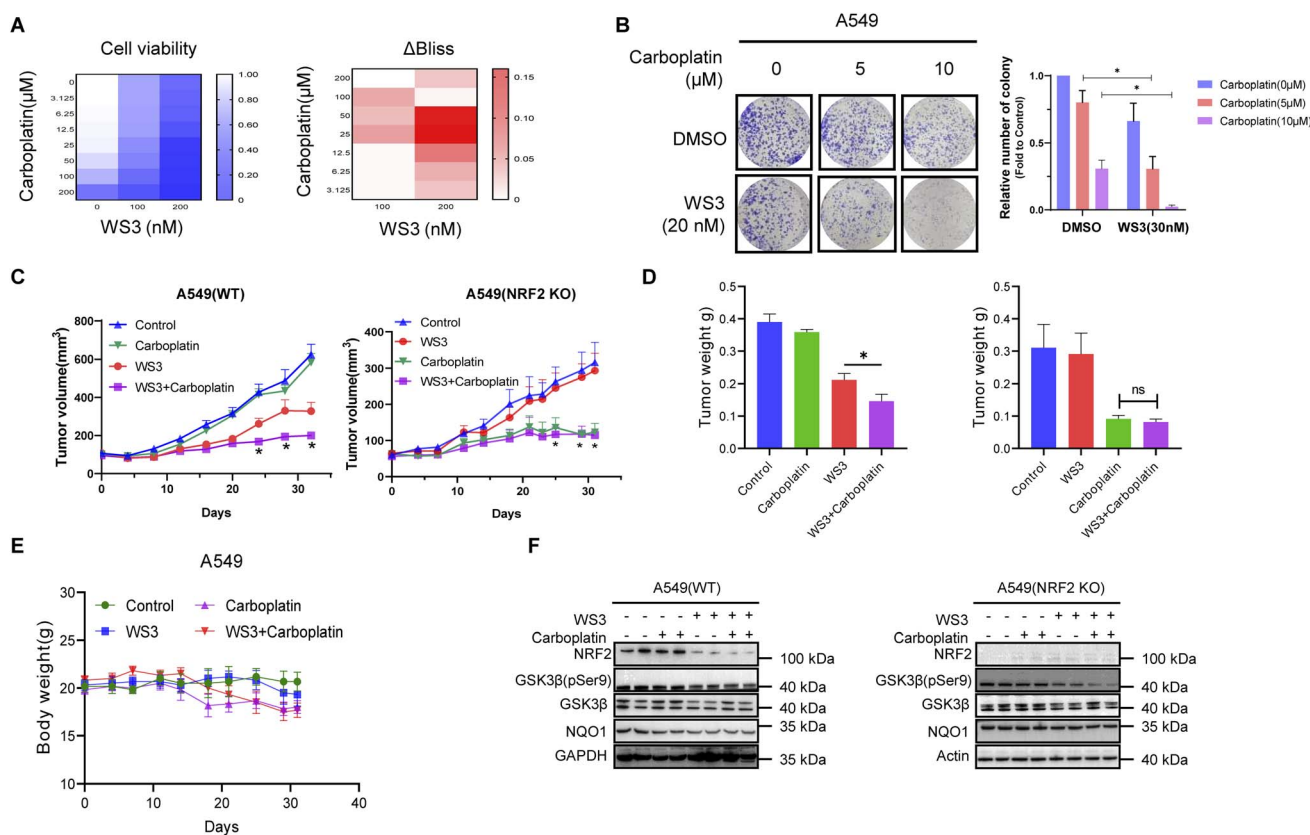 A
Cell viability
Carboplatin(µM)
0
3.125
6.25
12.5
25
50
100
200
0 100 200
WS3 (nM)
1.00
0.80
0.60
0.40
0.20
0
ΔBliss
Carboplatin(µM)
200
100
50
25
12.5
6.25
3.125
100 200
WS3 (nM)
0.15
0.10
0.05
0.00
B
A549
Carboplatin
(µM)
0 5 10
DMSO
WS3
(20 nM)
Relative number of colony
(Fold to Control)
1.0
0.5
0
* *
DMSO WS3(30nM)
Carboplatin(0µM)
Carboplatin(5µM)
Carboplatin(10µM)
C
A549(WT)
Tumor volume(mm³)
800
600
400
200
0
0 10 20 30 40
Days
Control
Carboplatin
WS3
WS3+Carboplatin
* * *
A549(NRF2 KO)
Tumor volume(mm³)
400
300
200
100
0
0 10 20 30 40
Days
Control
WS3
Carboplatin
WS3+Carboplatin
* * *
D
Tumor weight g)
0.5
0.4
0.3
0.2
0.1
0.0
*
Control
Carboplatin
WS3
WS3+Carboplatin
Tumor weight g)
0.5
0.4
0.3
0.2
0.1
0.0
ns
Control
WS3
Carboplatin
WS3+Carboplatin
E
A549
Body weight(g)
30
25
20
15
10
0 10 20 30 40
Days
Control
Carboplatin
WS3
WS3+Carboplatin
F
A549(WT)
WS3 - - - - + + + +
Carboplatin - - + + - - + +
NRF2 100 kDa
GSK3β(pSer9) 40 kDa
GSK3β 40 kDa
NQO1 35 kDa
GAPDH 35 kDa
A549(NRF2 KO)
WS3 - - - - + + + +
Carboplatin - - + + - - + +
NRF2 100 kDa
GSK3β(pSer9) 40 kDa
GSK3β 40 kDa
NQO1 35 kDa
Actin 40 kDa